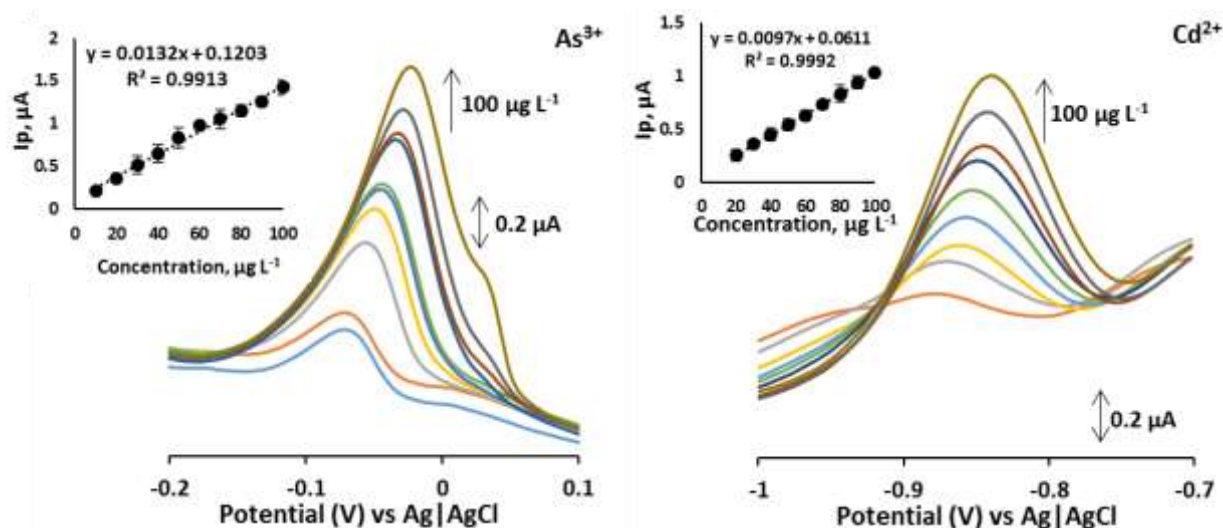 As³⁺
y = 0.0132x + 0.1203
R² = 0.9913
Ip, µA
2
1.5
1
0.5
0
0 20 40 60 80 100
Concentration, µg L⁻¹
100 µg L⁻¹
0.2 µA
-0.2 -0.1 0 0.1
Potential (V) vs Ag|AgCl
Cd²⁺
y = 0.0097x + 0.0611
R² = 0.9992
Ip, µA
1.5
1
0.5
0
0 20 40 60 80 100
Concentration, µg L⁻¹
100 µg L⁻¹
0.2 µA
-1 -0.9 -0.8 -0.7
Potential (V) vs Ag|AgCl